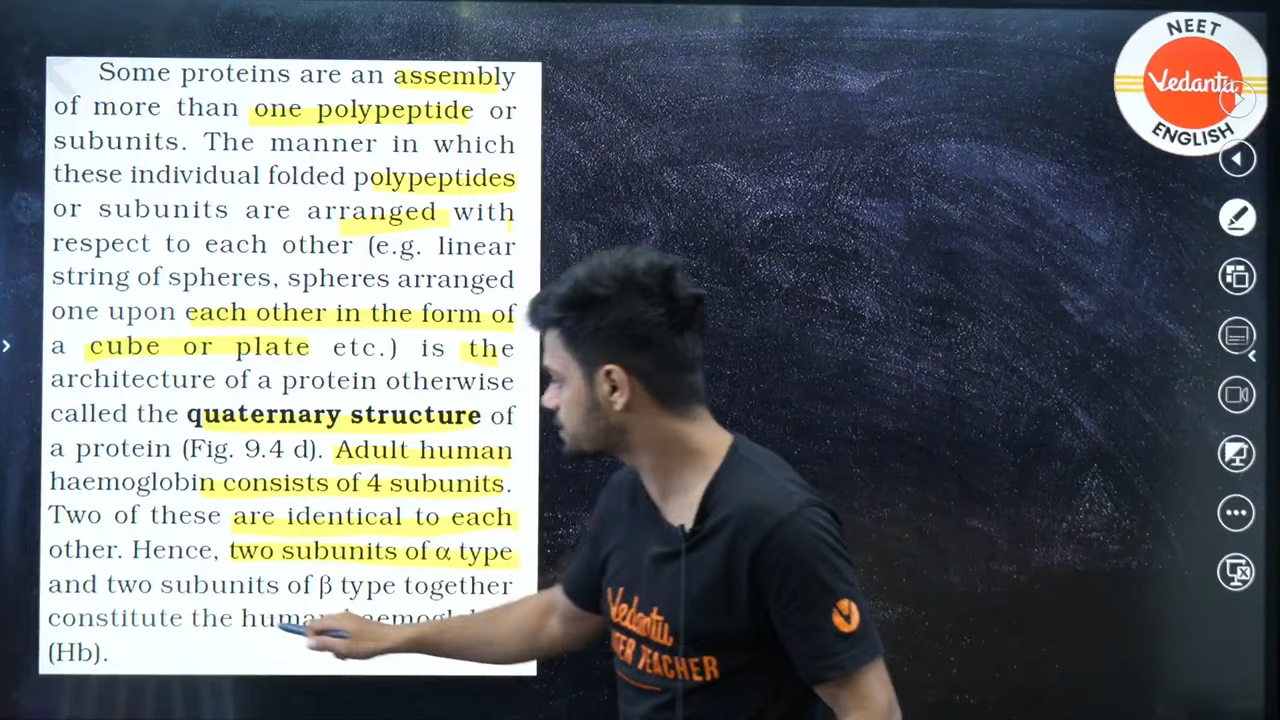 Some proteins are an assembly
of more than one polypeptide or
subunits. The manner in which
these individual folded polypeptides
or subunits are arranged with
respect to each other (e.g. linear
string of spheres, spheres arranged
one upon each other in the form of
a cube or plate etc.) is the
architecture of a protein otherwise
called the quaternary structure of
a protein (Fig. 9.4 d). Adult human
haemoglobin consists of 4 subunits.
Two of these are identical to each
other. Hence, two subunits of α type
and two subunits of β type together
constitute the human
(Hb).
NEET
Vedantu
ENGLISH
Vedantu
TEACHER